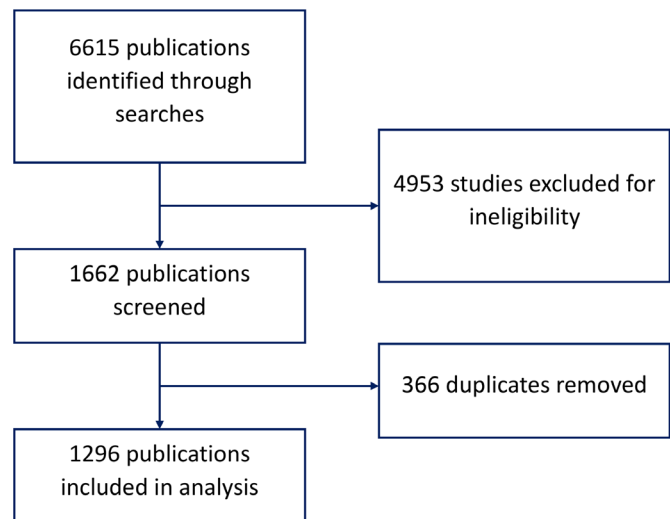 6615 publications
identified through
searches
4953 studies excluded for
ineligibility
1662 publications
screened
366 duplicates removed
1296 publications
included in analysis